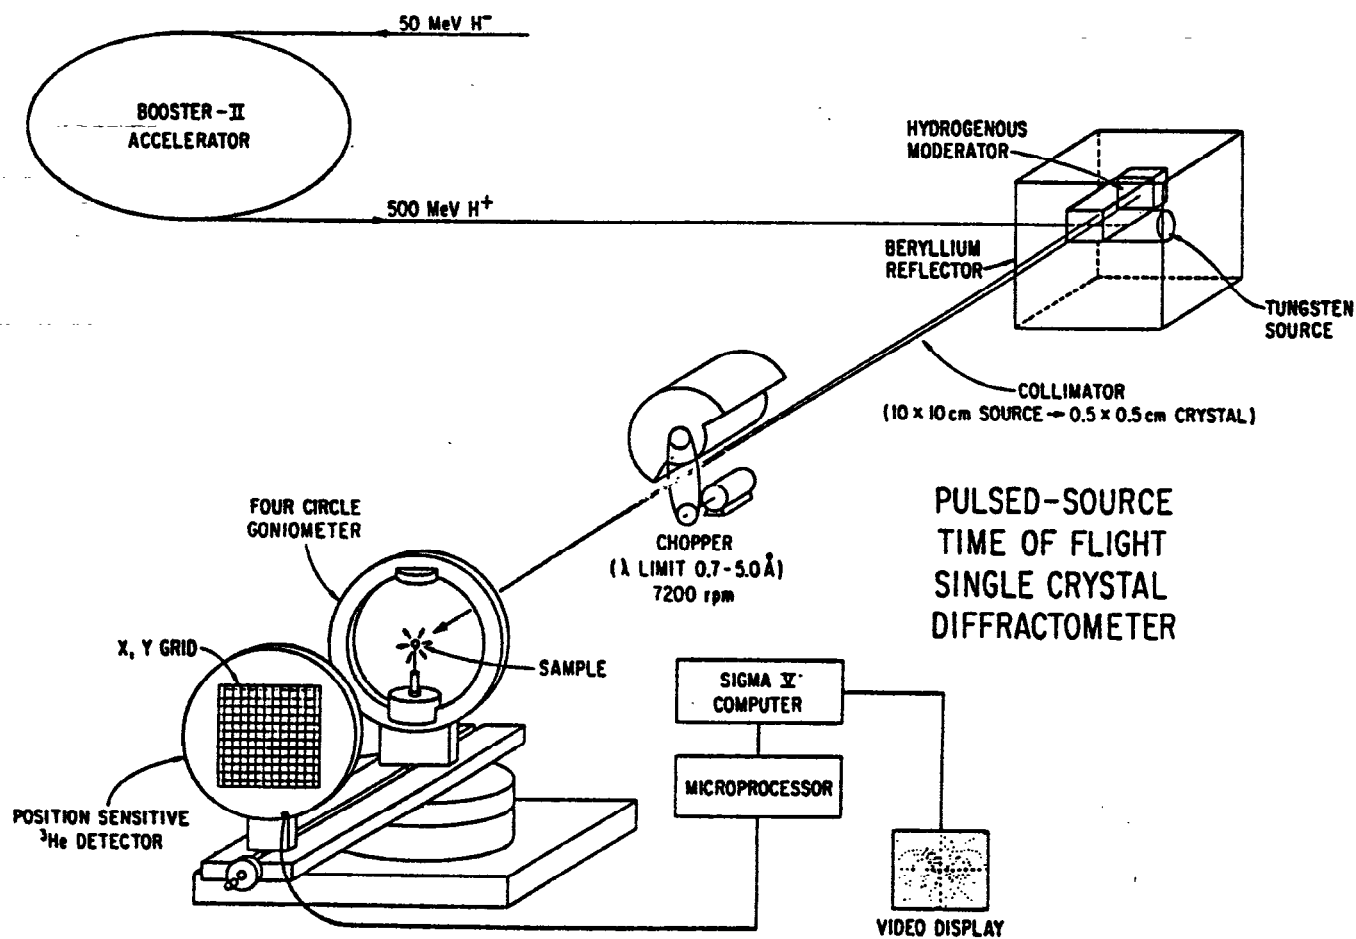 50 MeV H⁻
BOOSTER-II
ACCELERATOR
500 MeV H⁺
HYDROGENOUS
MODERATOR
BERYLLIUM
REFLECTOR
TUNGSTEN
SOURCE
COLLIMATOR
(10 x 10 cm SOURCE → 0.5 x 0.5 cm CRYSTAL)
PULSED-SOURCE
TIME OF FLIGHT
SINGLE CRYSTAL
DIFFRACTOMETER
CHOPPER
(λ LIMIT 0.7-5.0 Å)
7200 rpm
FOUR CIRCLE
GONIOMETER
X, Y GRID
SAMPLE
POSITION SENSITIVE
³He DETECTOR
SIGMA V
COMPUTER
MICROPROCESSOR
VIDEO DISPLAY